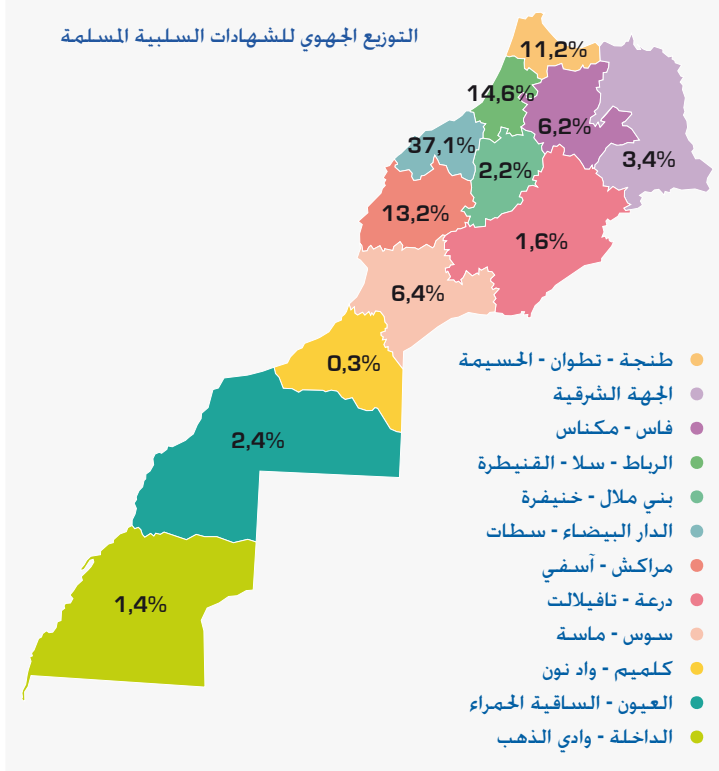 التوزيع الجهوي للشهادات السلبية المسلمة
11,2%
14,6%
6,2%
37,1%
3,4%
2,2%
13,2%
1,6%
6,4%
0,3%
2,4%
1,4%
طنجة - تطوان - الحسيمة
الجهة الشرقية
فاس - مكناس
الرباط - سلا - القنيطرة
بني ملال - خنيفرة
الدار البيضاء - سطات
مراكش - آسفي
درعة - تافيلالت
سوس - ماسة
كلميم - واد نون
العيون - الساقية الحمراء
الداخلة - وادي الذهب